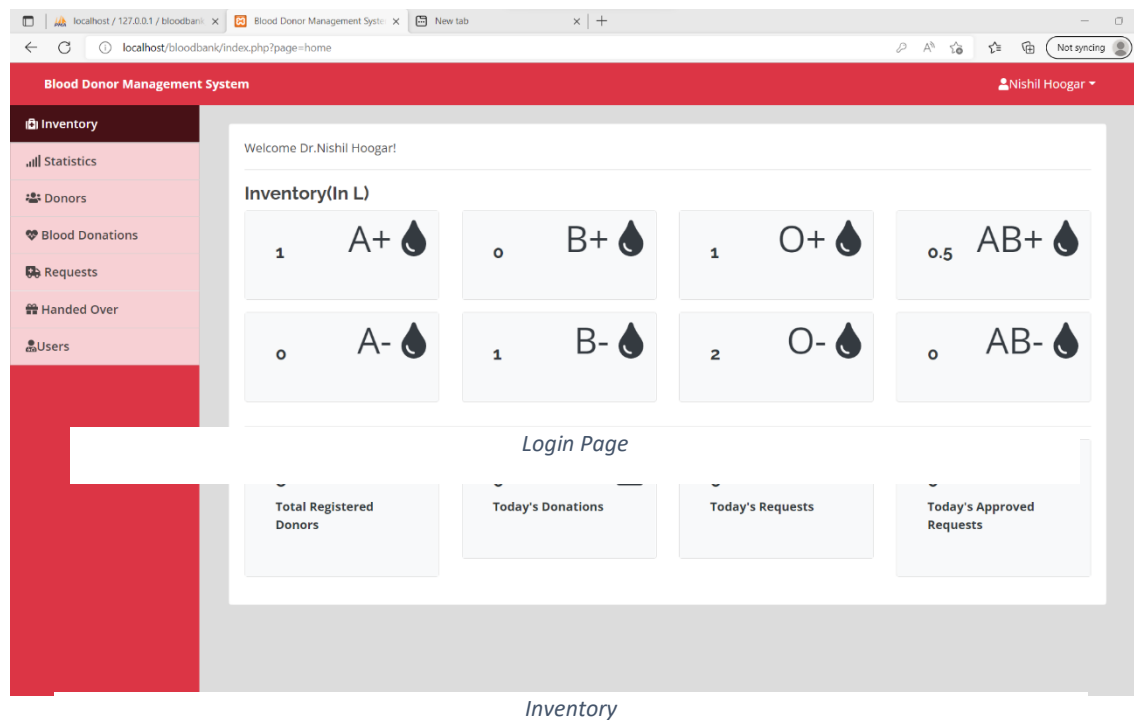 localhost / 127.0.0.1 / bloodbank
Blood Donor Management Syste
New tab
localhost/bloodbank/index.php?page=home
Not syncing
Blood Donor Management System
Nishil Hoogar
Inventory
Statistics
Donors
Blood Donations
Requests
Handed Over
Users
Welcome Dr.Nishil Hoogar!
Inventory(In L)
1 A+
0 B+
1 O+
0.5 AB+
0 A-
1 B-
2 O-
0 AB-
Login Page
Total Registered
Donors
Today's Donations
Today's Requests
Today's Approved
Requests
Inventory